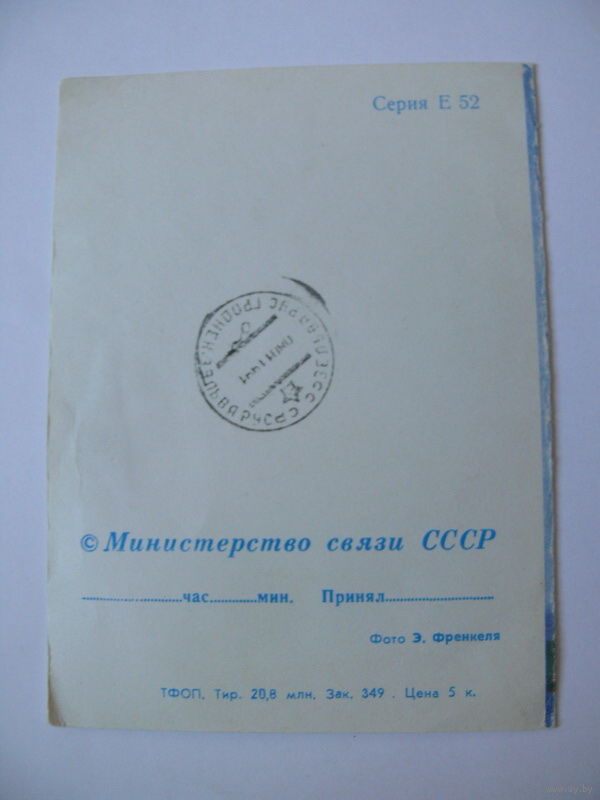 Серия Е 52
© Министерство связи СССР
........................час............мин. Принял..........................
Фото Э. Френкеля
ТФОП. Тир. 20,8 млн. Зак. 349 . Цена 5 к.